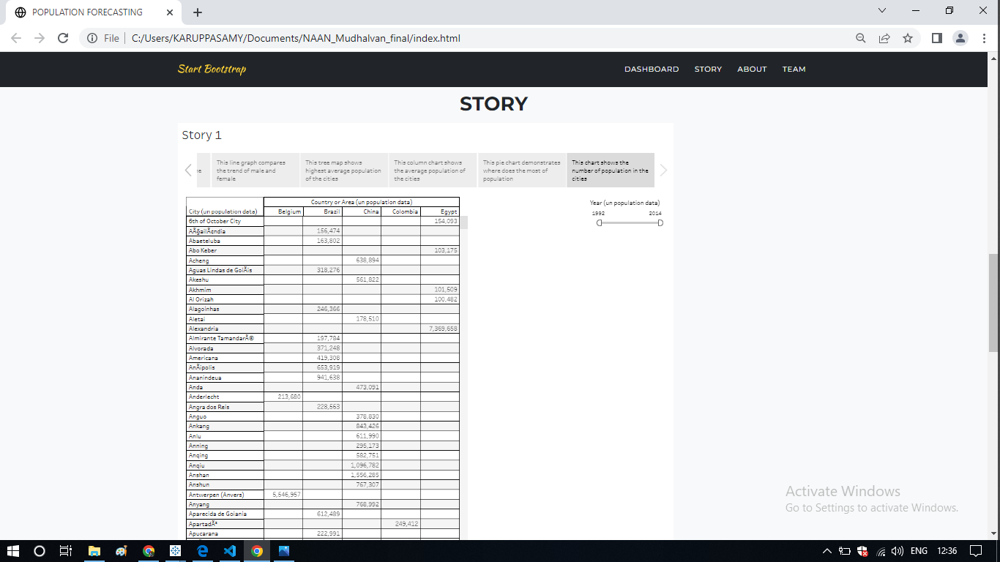 POPULATION FORECASTING
File C:/Users/KARUPPASAMY/Documents/NAAN_Mudhalvan_final/index.html
Start Bootstrap DASHBOARD STORY ABOUT TEAM
STORY
Story 1
This line graph compares
the trend of male and
female
This tree map shows
highest average population
of the cities
This column chart shows
the average population of
the cities
This pie chart demonstrates
where does the most of
population
This chart shows the
number of population in the
cities
Country or Area (un population data)
City (un population data) Belgium Brazil China Colombia Egypt
6th of October City 154,093
AÃ§ailÃ¢ndia 156,474
Abaeteluba 163,802
Abo Keber 103,175
Acheng 638,894
Aguas Lindas de GoiÃis 318,276
Akeshu 561,822
Akhmim 101,509
Al Orizah 100,482
Alagoinhas 246,366
Aletai 178,510
Alexandria 7,369,658
Almirante TamandarÃ® 197,784
Alvorada 371,248
Americana 419,308
AnÃipolis 653,919
Ananindeua 941,638
Anda 473,091
Anderlecht 213,680
Angra dos Reis 228,563
Anguo 378,830
Ankang 843,426
Anlu 611,990
Anning 295,173
Anqing 582,751
Anqiu 1,096,782
Anshan 1,556,285
Anshun 767,307
Antwerpen (Anvers) 5,546,957
Anyang 768,992
Aparecida de Goiania 612,489
ApartadÃ³ 249,412
Apucarana 222,991
Year (un population data)
1992 2014
Activate Windows
Go to Settings to activate Windows.
ENG 12:36